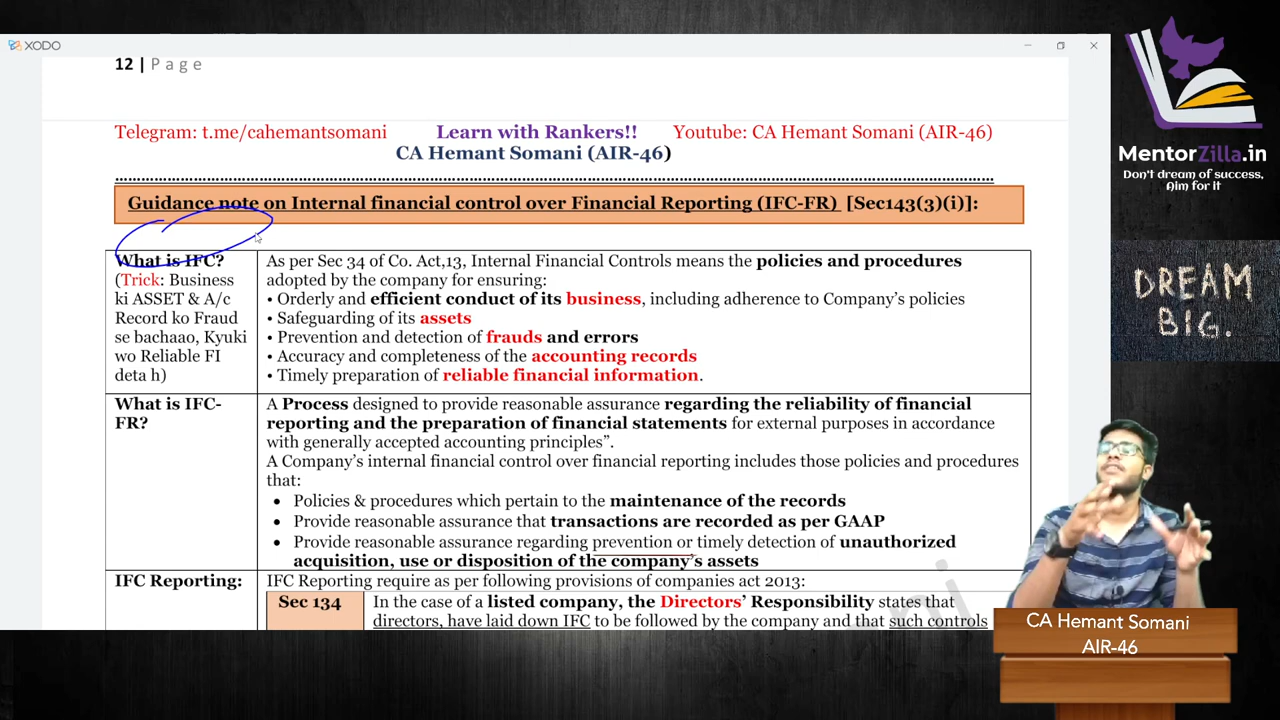 XODO
12 | P a g e
Telegram: t.me/cahemantsomani Learn with Rankers!! Youtube: CA Hemant Somani (AIR-46)
CA Hemant Somani (AIR-46)
Guidance note on Internal financial control over Financial Reporting (IFC-FR) [Sec143(3)(i)]:
What is IFC?
(Trick: Business
ki ASSET & A/c
Record ko Fraud
se bachaao, Kyuki
wo Reliable FI
deta h)
As per Sec 34 of Co. Act,13, Internal Financial Controls means the policies and procedures
adopted by the company for ensuring:
• Orderly and efficient conduct of its business, including adherence to Company's policies
• Safeguarding of its assets
• Prevention and detection of frauds and errors
• Accuracy and completeness of the accounting records
• Timely preparation of reliable financial information.
What is IFC-
FR?
A Process designed to provide reasonable assurance regarding the reliability of financial
reporting and the preparation of financial statements for external purposes in accordance
with generally accepted accounting principles".
A Company's internal financial control over financial reporting includes those policies and procedures
that:
• Policies & procedures which pertain to the maintenance of the records
• Provide reasonable assurance that transactions are recorded as per GAAP
• Provide reasonable assurance regarding prevention or timely detection of unauthorized
acquisition, use or disposition of the company's assets
IFC Reporting:
IFC Reporting require as per following provisions of companies act 2013:
Sec 134
In the case of a listed company, the Directors' Responsibility states that
directors, have laid down IFC to be followed by the company and that such controls
MentorZilla.in
Don't dream of success,
Aim for it
DREAM
BIG.
CA Hemant Somani
AIR-46